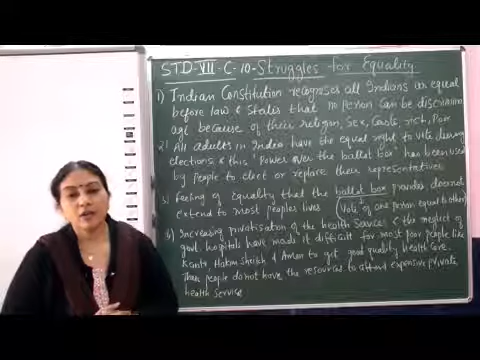 STD-VII-C-10-Struggles for Equality
1) Indian Constitution recognises all Indians as equal
before law & States that no Person Can be discrimin
ated because of their religion, Sex, Caste, rich, Poor
2) All adults in India have the equal right to vote during
elections & this 'Power over the ballot box' has been used
by people to elect or replace their representatives
3) Feeling of equality that the ballot box provides doesnot
extend to most peoples lives (Vote of one person equal to other)
4) Increasing privatisation of the health Services & the neglect of
govt hospitals have made it difficult for most poor people like
Kanta Hakim Sheikh & Aman to get good quality health care.
people do not have the resources to afford expensive private
health Services